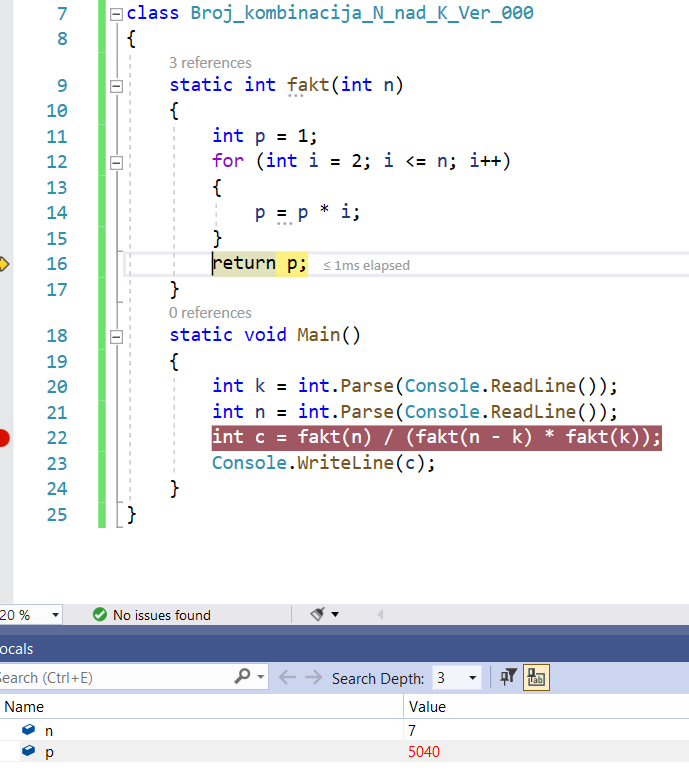 7 class Broj_kombinacija_N_nad_K_Ver_000
8 {
3 references
9 static int fakt(int n)
10 {
11 int p = 1;
12 for (int i = 2; i <= n; i++)
13 {
14 p = p * i;
15 }
16 return p; ≤ 1ms elapsed
17 }
0 references
18 static void Main()
19 {
20 int k = int.Parse(Console.ReadLine());
21 int n = int.Parse(Console.ReadLine());
22 int c = fakt(n) / (fakt(n - k) * fakt(k));
23 Console.WriteLine(c);
24 }
25 }
20 % No issues found
ocals
Search (Ctrl+E) Search Depth: 3
Name Value
n 7
p 5040